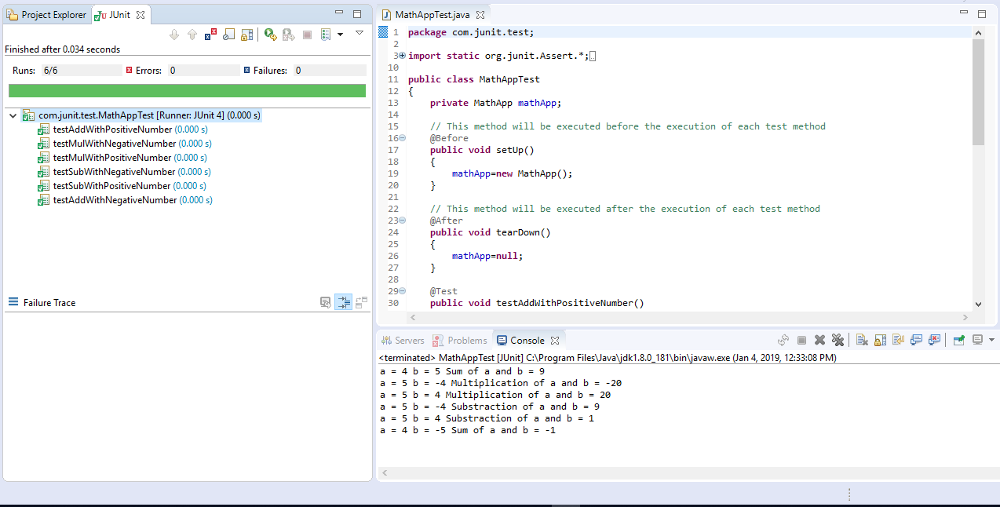 Project Explorer JUnit
Finished after 0.034 seconds
Runs: 6/6 Errors: 0 Failures: 0
com.junit.test.MathAppTest [Runner: JUnit 4] (0.000 s)
testAddWithPositiveNumber (0.000 s)
testMulWithNegativeNumber (0.000 s)
testMulWithPositiveNumber (0.000 s)
testSubWithNegativeNumber (0.000 s)
testSubWithPositiveNumber (0.000 s)
testAddWithNegativeNumber (0.000 s)
Failure Trace
MathAppTest.java
1 package com.junit.test;
2
3 import static org.junit.Assert.*;
10
11 public class MathAppTest
12 {
13 private MathApp mathApp;
14
15 // This method will be executed before the execution of each test method
16 @Before
17 public void setUp()
18 {
19 mathApp=new MathApp();
20 }
21
22 // This method will be executed after the execution of each test method
23 @After
24 public void tearDown()
25 {
26 mathApp=null;
27 }
28
29 @Test
30 public void testAddWithPositiveNumber()
Servers Problems Console
<terminated> MathAppTest [JUnit] C:\Program Files\Java\jdk1.8.0_181\bin\javaw.exe (Jan 4, 2019, 12:33:08 PM)
a = 4 b = 5 Sum of a and b = 9
a = 5 b = -4 Multiplication of a and b = -20
a = 5 b = 4 Multiplication of a and b = 20
a = 5 b = -4 Substraction of a and b = 9
a = 5 b = 4 Substraction of a and b = 1
a = 4 b = -5 Sum of a and b = -1